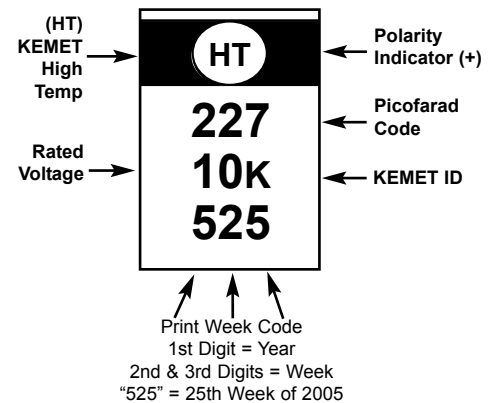 (HT)
KEMET
High
Temp
HT
Polarity
Indicator (+)
227
Picofarad
Code
Rated
Voltage
10K
KEMET ID
525
Print Week Code
1st Digit = Year
2nd & 3rd Digits = Week
“525” = 25th Week of 2005